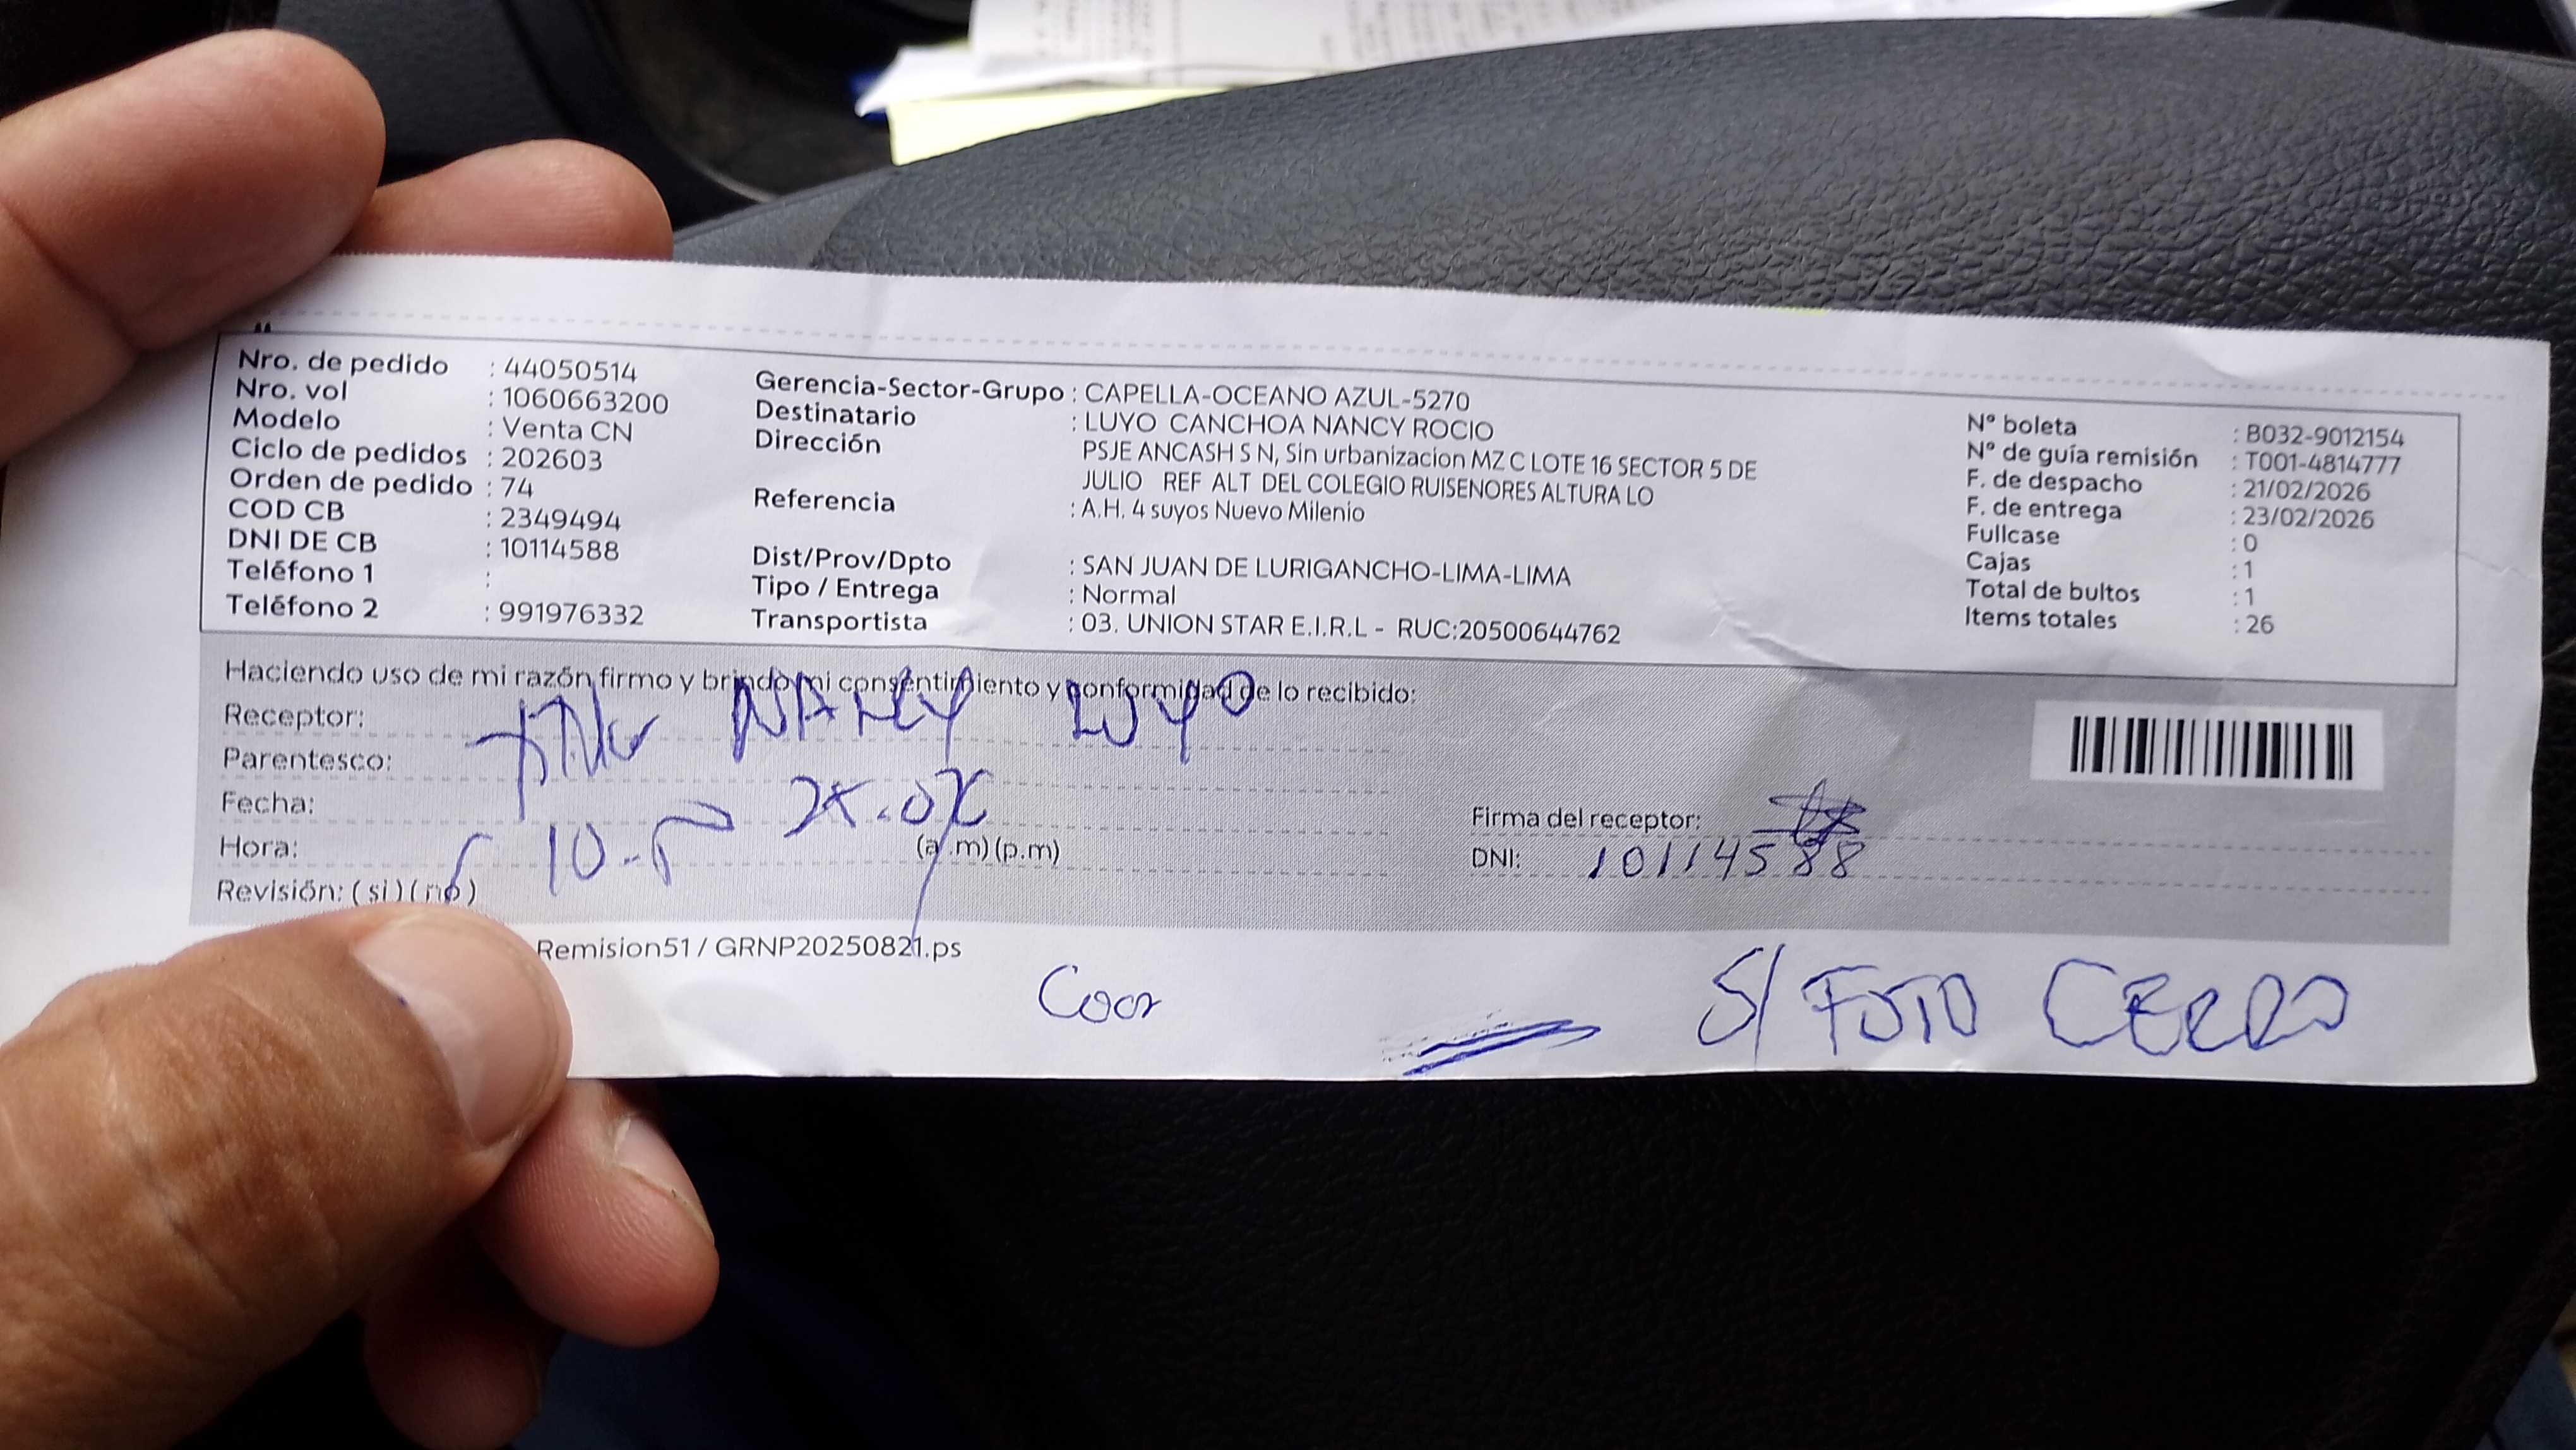 Nro. de pedido : 44050514
Nro. vol : 1060663200
Modelo : Venta CN
Ciclo de pedidos : 202603
Orden de pedido : 74
COD CB : 2349494
DNI DE CB : 10114588
Teléfono 1 :
Teléfono 2 : 991976332
Gerencia-Sector-Grupo : CAPELLA-OCEANO AZUL-5270
Destinatario : LUYO CANCHOA NANCY ROCIO
Dirección PSJE ANCASH S N, Sin urbanizacion MZ C LOTE 16 SECTOR 5 DE
JULIO REF ALT DEL COLEGIO RUISENORES ALTURA LO
Referencia : A.H. 4 suyos Nuevo Milenio
Dist/Prov/Dpto : SAN JUAN DE LURIGANCHO-LIMA-LIMA
Tipo / Entrega : Normal
Transportista : 03. UNION STAR E.I.R.L - RUC:20500644762
N° boleta : B032-9012154
N° de guía remisión : T001-4814777
F. de despacho : 21/02/2026
F. de entrega : 23/02/2026
Fullcase : 0
Cajas : 1
Total de bultos : 1
Items totales : 26
Haciendo uso de mi razón firmo y brindo mi consentimiento y conformidad de lo recibido:
Receptor: NANCY LUYO
Parentesco:
Fecha:
Hora: (a.m)(p.m)
Revisión: (si)(no)
Firma del receptor:
DNI: 10114588
Remision51 / GRNP20250821.ps
S/ FOTO CERRO